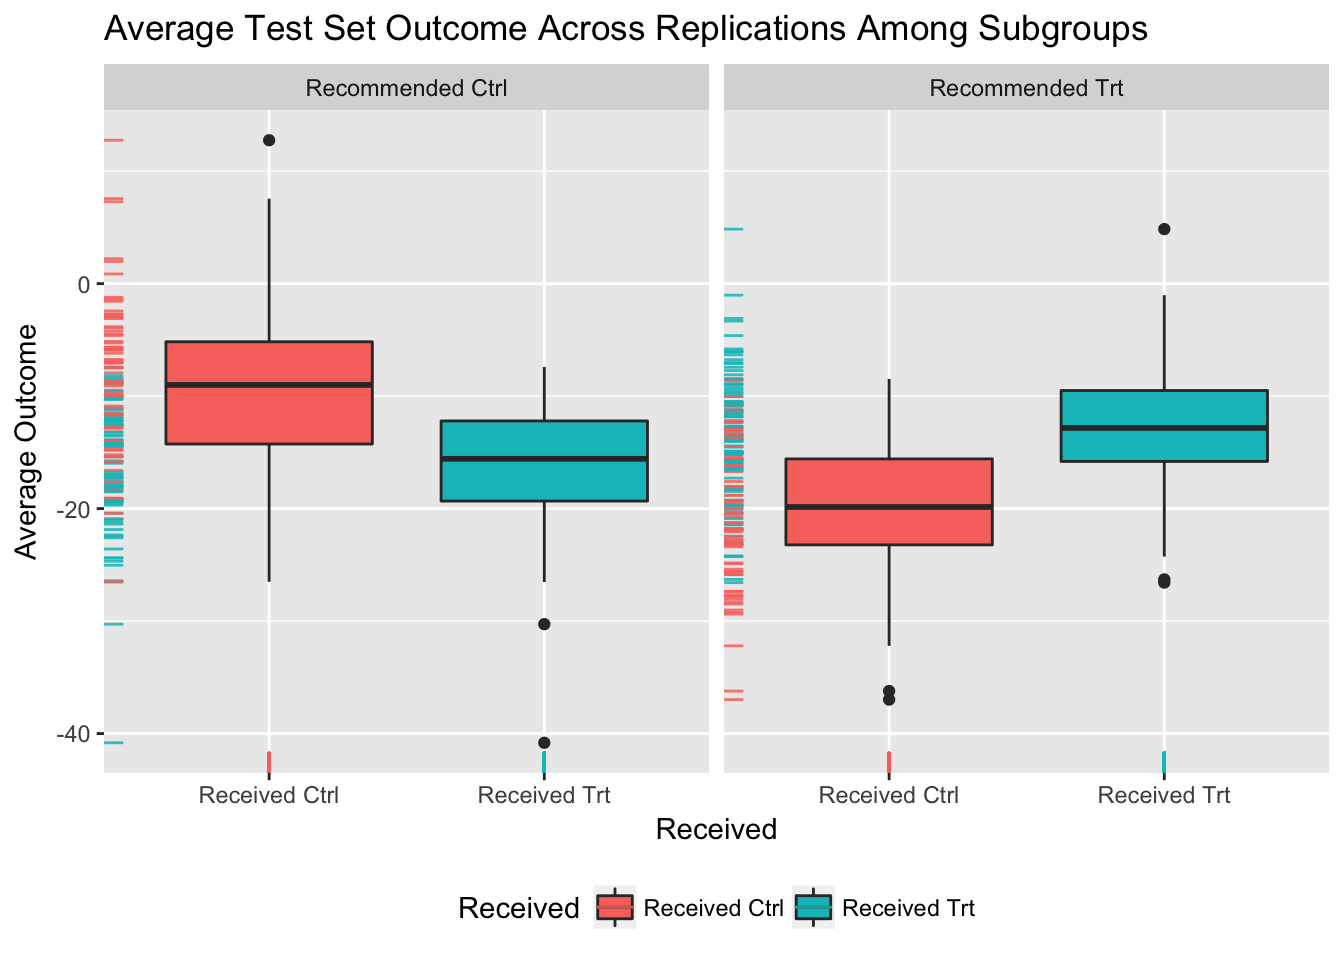 Average Test Set Outcome Across Replications Among Subgroups
Recommended Ctrl
Recommended Trt
Average Outcome
0
-20
-40
Received Ctrl
Received Trt
Received Ctrl
Received Trt
Received
Received
Received Ctrl
Received Trt